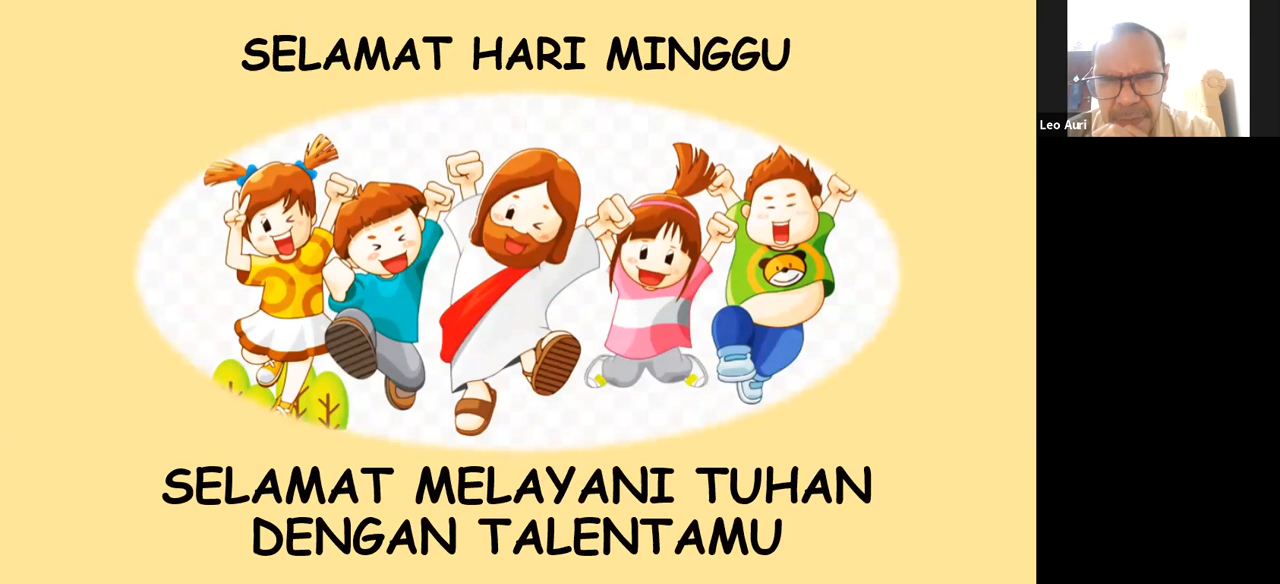 SELAMAT HARI MINGGU
SELAMAT MELAYANI TUHAN
DENGAN TALENTAMU
Leo Auri